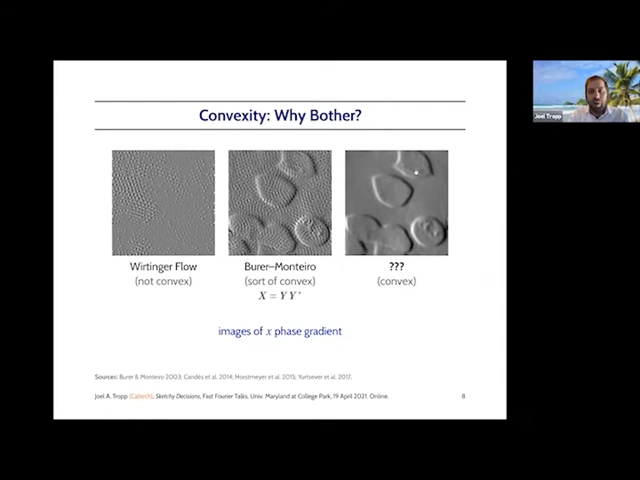 Convexity: Why Bother?
Wirtinger Flow
(not convex)
Burer–Monteiro
(sort of convex)
X = Y Y*
???
(convex)
images of x phase gradient
Sources: Burer & Monteiro 2003; Candès et al. 2014; Horstmeyer et al. 2015; Yurtsever et al. 2017.
Joel A. Tropp (Caltech), Sketchy Decisions, Fast Fourier Talks, Univ. Maryland at College Park, 19 April 2021. Online.
8
Joel Tropp